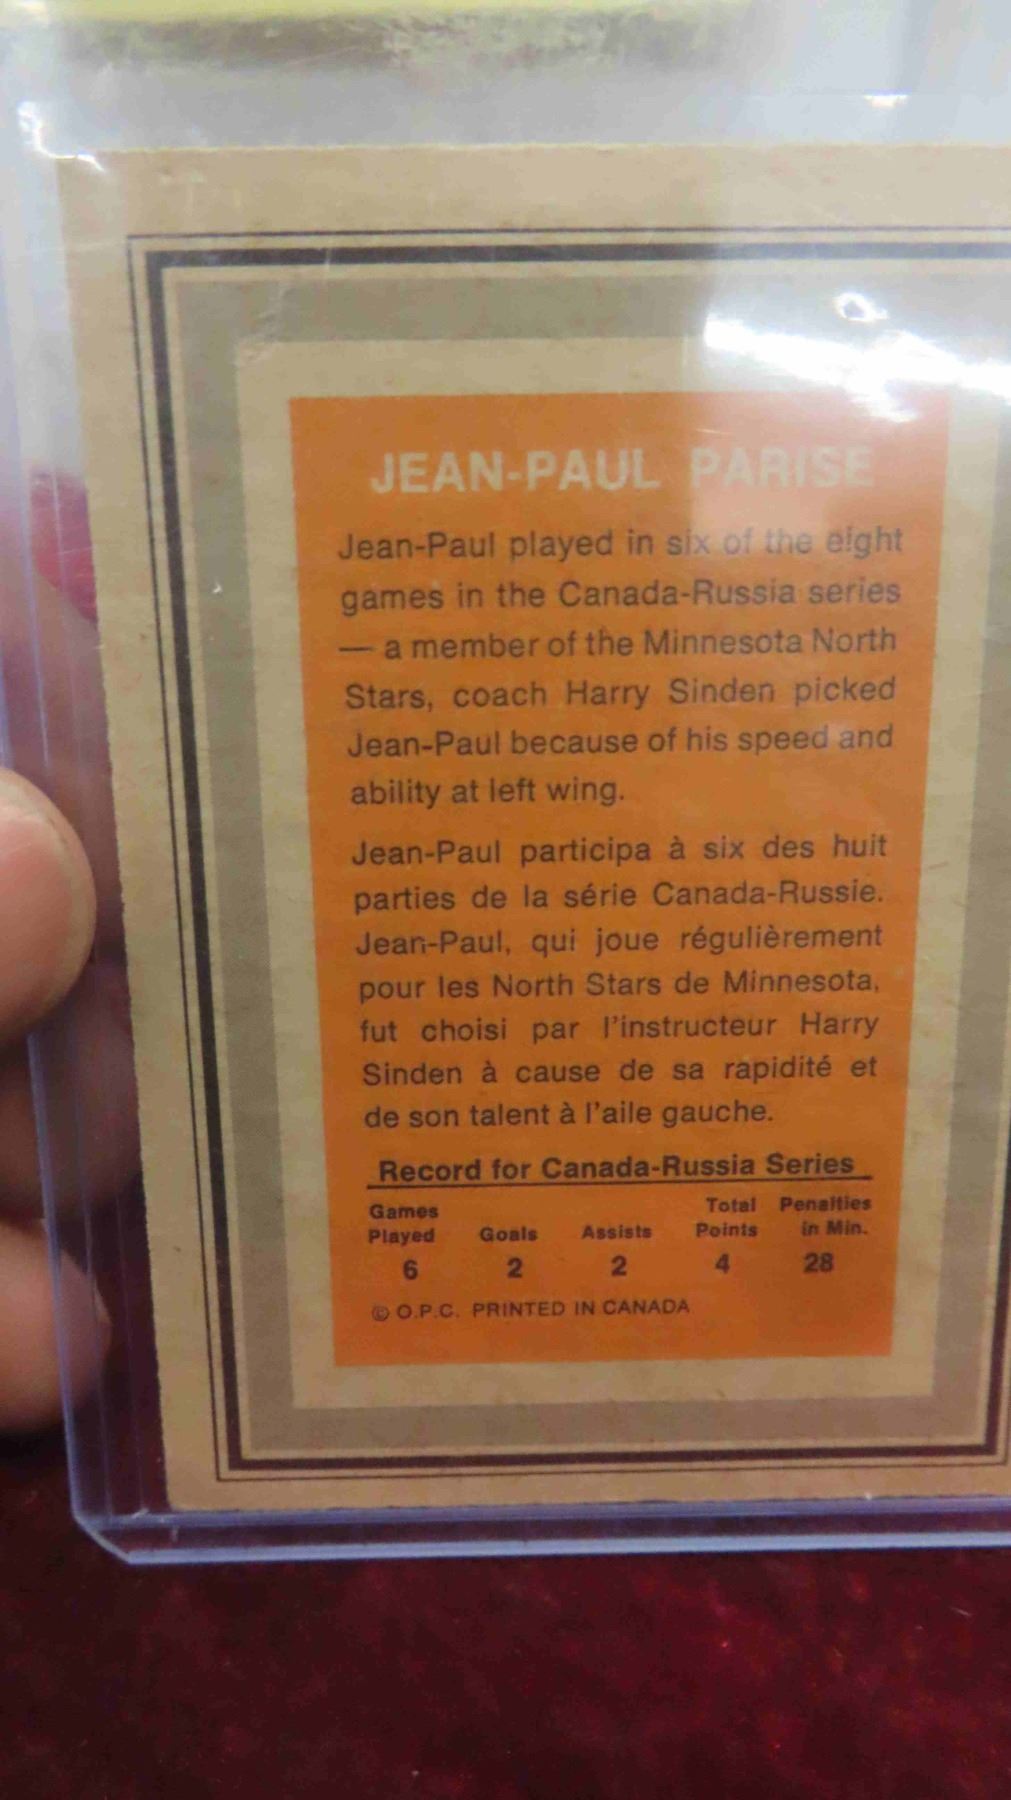 JEAN-PAUL PARISE
Jean-Paul played in six of the eight
games in the Canada-Russia series
— a member of the Minnesota North
Stars, coach Harry Sinden picked
Jean-Paul because of his speed and
ability at left wing.
Jean-Paul participa à six des huit
parties de la série Canada-Russie.
Jean-Paul, qui joue régulièrement
pour les North Stars de Minnesota,
fut choisi par l'instructeur Harry
Sinden à cause de sa rapidité et
de son talent à l'aile gauche.
Record for Canada-Russia Series
Games Total Penalties
Played Goals Assists Points in Min.
6 2 2 4 28
© O.P.C. PRINTED IN CANADA